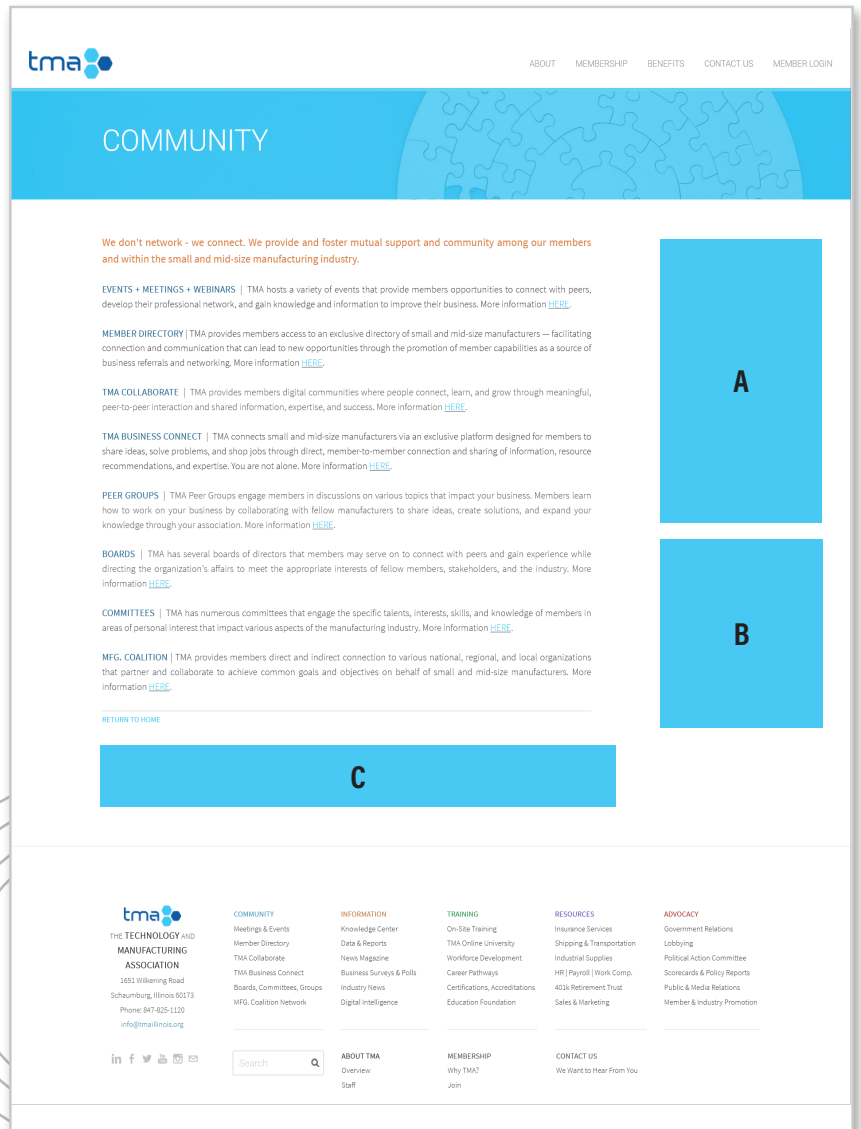 tma
ABOUT MEMBERSHIP BENEFITS CONTACT US MEMBER LOGIN
COMMUNITY
We don't network - we connect. We provide and foster mutual support and community among our members
and within the small and mid-size manufacturing industry.
EVENTS + MEETINGS + WEBINARS | TMA hosts a variety of events that provide members opportunities to connect with peers,
develop their professional network, and gain knowledge and information to improve their business. More information HERE.
MEMBER DIRECTORY | TMA provides members access to an exclusive directory of small and mid-size manufacturers — facilitating
connection and communication that can lead to new opportunities through the promotion of member capabilities as a source of
business referrals and networking. More information HERE.
TMA COLLABORATE | TMA provides members digital communities where people connect, learn, and grow through meaningful,
peer-to-peer interaction and shared information, expertise, and success. More information HERE.
TMA BUSINESS CONNECT | TMA connects small and mid-size manufacturers via an exclusive platform designed for members to
share ideas, solve problems, and shop jobs through direct, member-to-member connection and sharing of information, resource
recommendations, and expertise. You are not alone. More information HERE.
PEER GROUPS | TMA Peer Groups engage members in discussions on various topics that impact your business. Members learn
how to work on your business by collaborating with fellow manufacturers to share ideas, create solutions, and expand your
knowledge through your association. More information HERE.
BOARDS | TMA has several boards of directors that members may serve on to connect with peers and gain experience while
directing the organization's affairs to meet the appropriate interests of fellow members, stakeholders, and the industry. More
information HERE.
COMMITTEES | TMA has numerous committees that engage the specific talents, interests, skills, and knowledge of members in
areas of personal interest that impact various aspects of the manufacturing industry. More information HERE.
MFG. COALITION | TMA provides members direct and indirect connection to various national, regional, and local organizations
that partner and collaborate to achieve common goals and objectives on behalf of small and mid-size manufacturers. More
information HERE.
RETURN TO HOME
A
B
C
tma
THE TECHNOLOGY AND
MANUFACTURING
ASSOCIATION
1651 Wilkening Road
Schaumburg, Illinois 60173
Phone: 847-825-1120
info@tmaillinois.org
COMMUNITY
Meetings & Events
Member Directory
TMA Collaborate
TMA Business Connect
Boards, Committees, Groups
MFG. Coalition Network
INFORMATION
Knowledge Center
Data & Reports
News Magazine
Business Surveys & Polls
Industry News
Digital Intelligence
TRAINING
On-Site Training
TMA Online University
Workforce Development
Career Pathways
Certifications, Accreditations
Education Foundation
RESOURCES
Insurance Services
Shipping & Transportation
Industrial Supplies
HR | Payroll | Work Comp.
401k Retirement Trust
Sales & Marketing
ADVOCACY
Government Relations
Lobbying
Political Action Committee
Scorecards & Policy Reports
Public & Media Relations
Member & Industry Promotion
Search
ABOUT TMA
Overview
Staff
MEMBERSHIP
Why TMA?
Join
CONTACT US
We Want to Hear From You